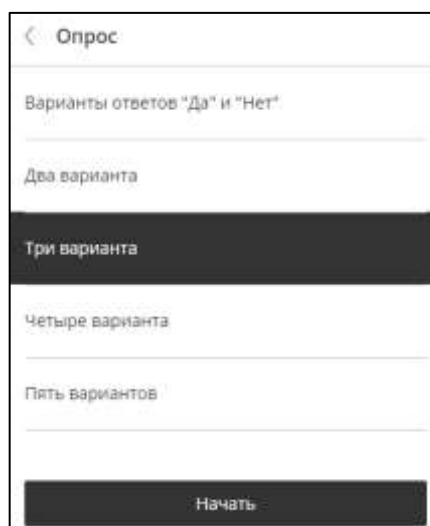 Опрос
Варианты ответов "Да" и "Нет"
Два варианта
Три варианта
Четыре варианта
Пять вариантов
Начать